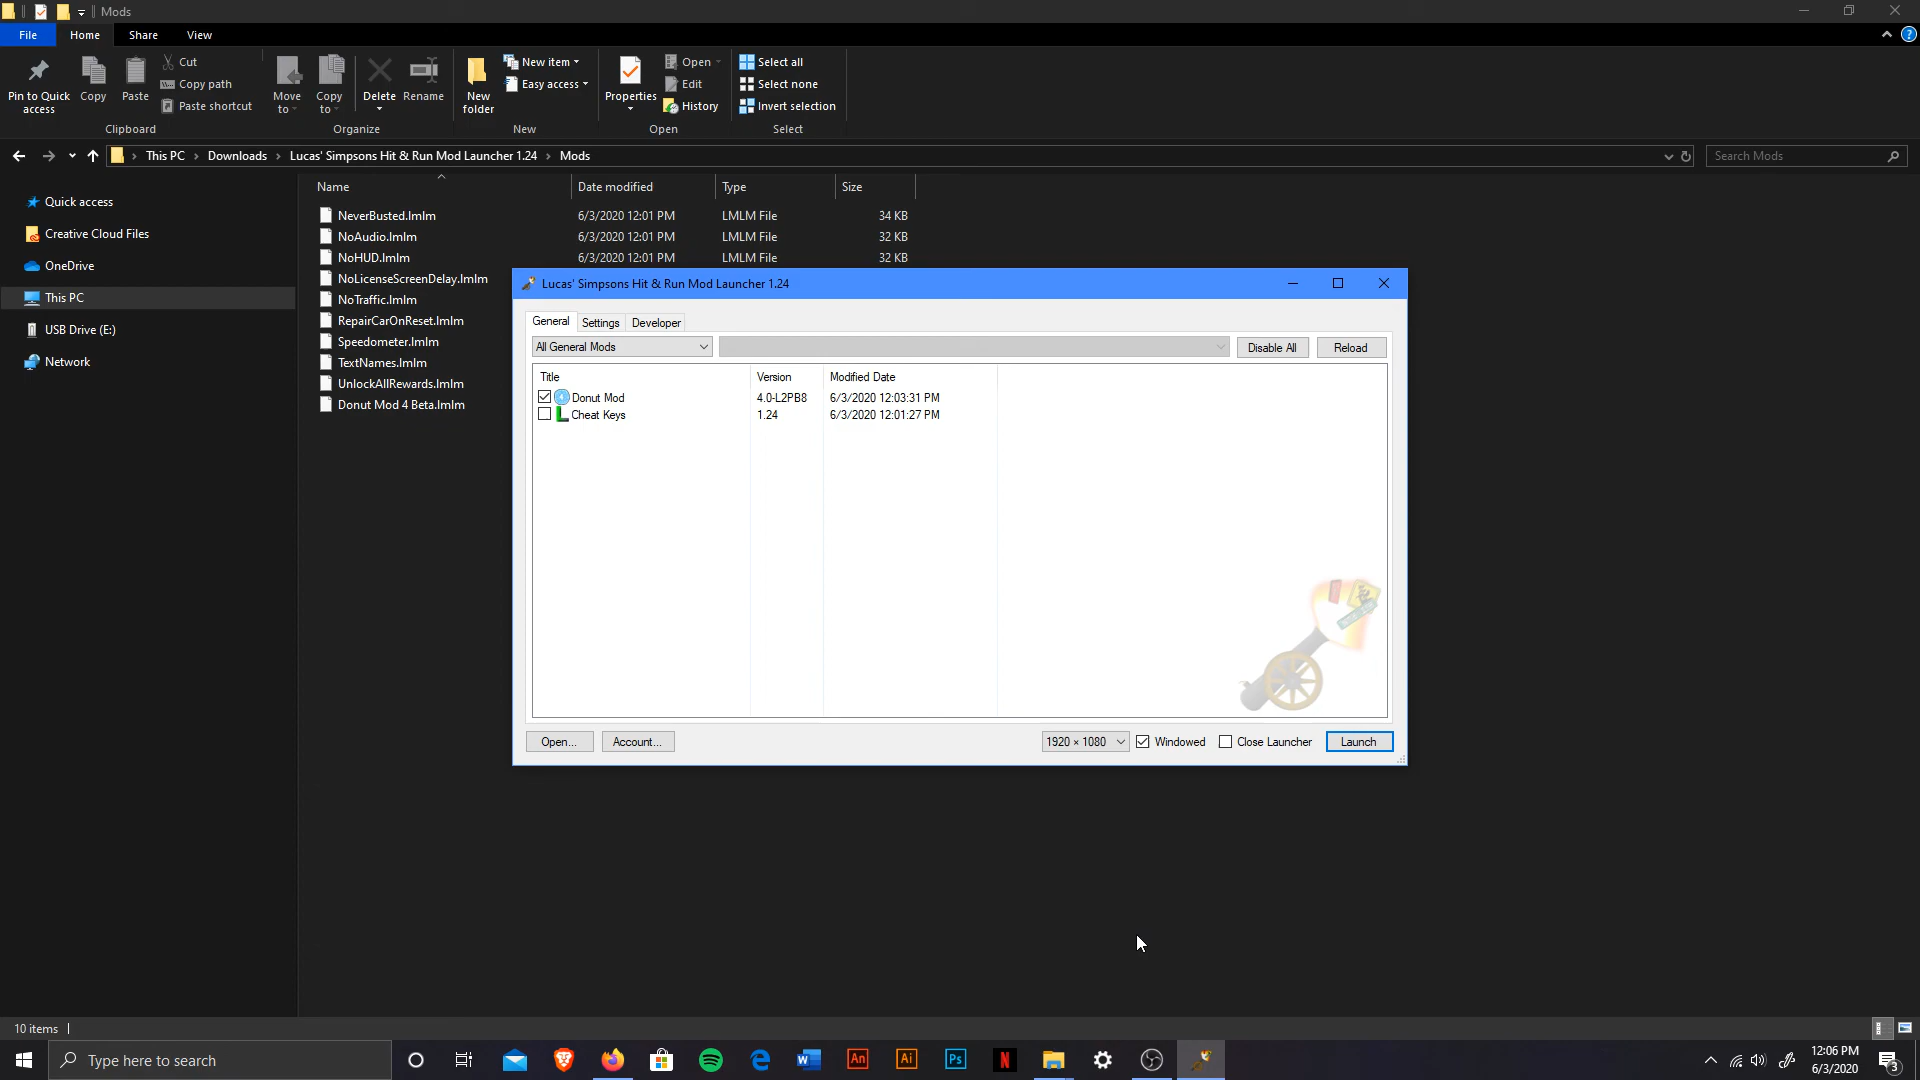 Mods
File Home Share View
Pin to Quick access
Copy
Paste
Cut
Copy path
Paste shortcut
Clipboard
Move to
Copy to
Delete
Rename
Organize
New folder
New item
Easy access
New
Properties
Open
Edit
History
Open
Select all
Select none
Invert selection
Select
This PC > Downloads > Lucas' Simpsons Hit & Run Mod Launcher 1.24 > Mods
Search Mods
Quick access
Creative Cloud Files
OneDrive
This PC
USB Drive (E:)
Network
Name Date modified Type Size
NeverBusted.lmlm 6/3/2020 12:01 PM LMLM File 34 KB
NoAudio.lmlm 6/3/2020 12:01 PM LMLM File 32 KB
NoHUD.lmlm 6/3/2020 12:01 PM LMLM File 32 KB
NoLicenseScreenDelay.lmlm
NoTraffic.lmlm
RepairCarOnReset.lmlm
Speedometer.lmlm
TextNames.lmlm
UnlockAllRewards.lmlm
Donut Mod 4 Beta.lmlm
Lucas' Simpsons Hit & Run Mod Launcher 1.24
General Settings Developer
All General Mods Disable All Reload
Title Version Modified Date
Donut Mod 4.0-L2PB8 6/3/2020 12:03:31 PM
Cheat Keys 1.24 6/3/2020 12:01:27 PM
Open... Account... 1920 × 1080 Windowed Close Launcher Launch
10 items
Type here to search
An
Ai
Ps
12:06 PM
6/3/2020
3